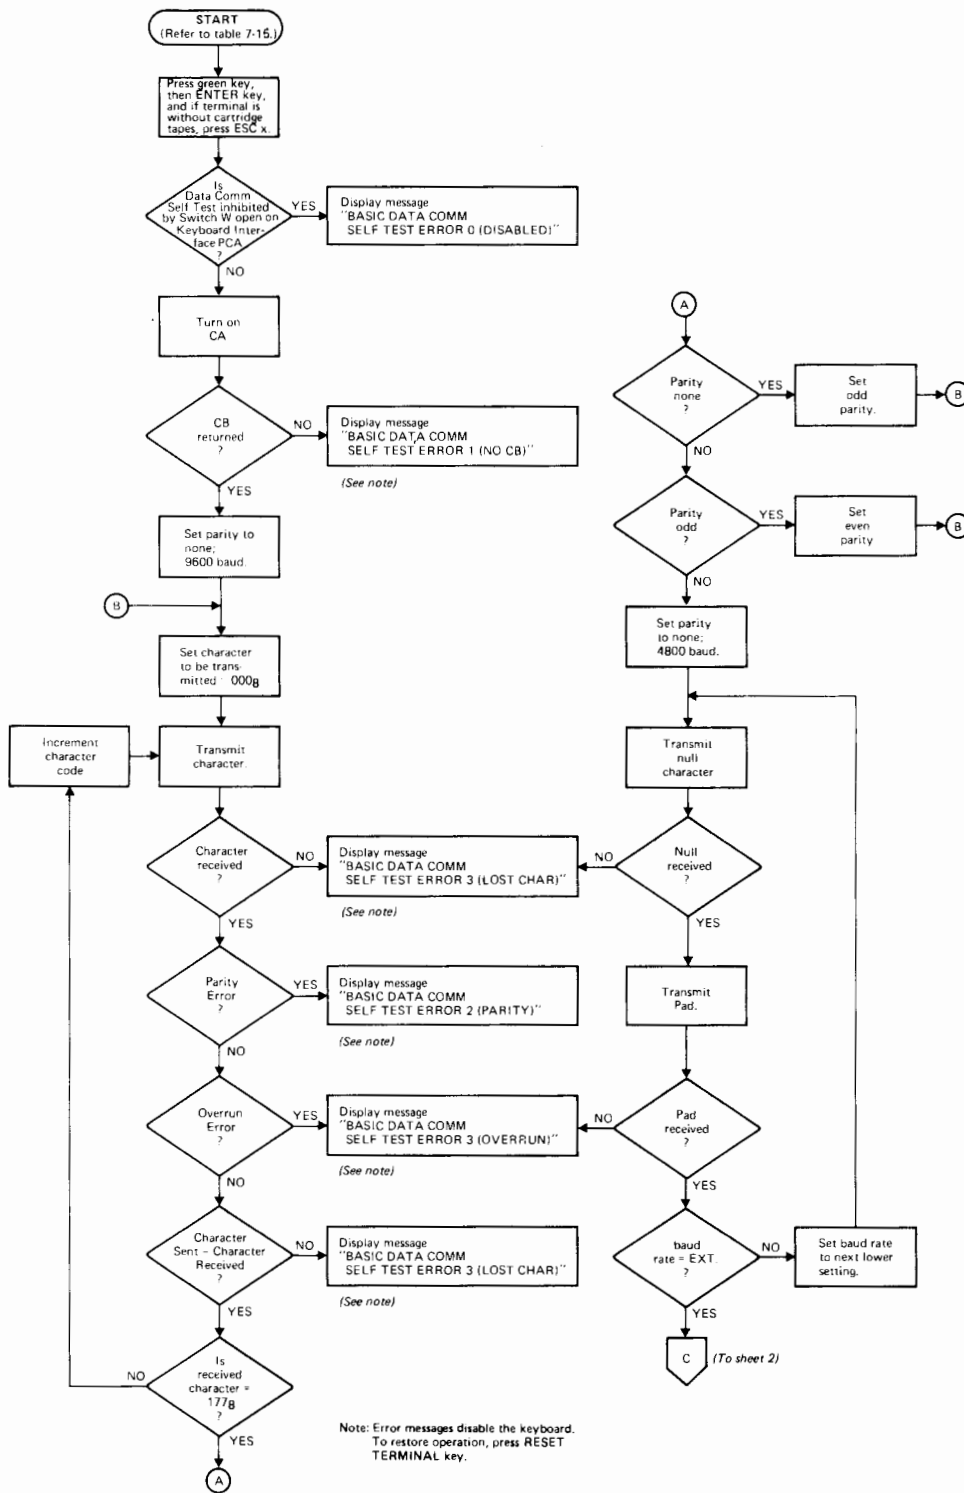 START
(Refer to table 7-15.)
Press green key,
then ENTER key,
and if terminal is
without cartridge
tapes, press ESC x.
Is
Data Comm
Self Test inhibited
by Switch W open on
Keyboard Inter-
face PCA
?
YES
Display message
"BASIC DATA COMM
SELF TEST ERROR 0 (DISABLED)"
NO
Turn on
CA
CB
returned
?
NO
Display message
"BASIC DATA COMM
SELF TEST ERROR 1 (NO CB)"
(See note)
YES
Set parity to
none;
9600 baud.
B
Set character
to be trans-
mitted 0008
Increment
character
code
Transmit
character.
Character
received
?
NO
Display message
"BASIC DATA COMM
SELF TEST ERROR 3 (LOST CHAR)"
(See note)
YES
Parity
Error
?
YES
Display message
"BASIC DATA COMM
SELF TEST ERROR 2 (PARITY)"
(See note)
NO
Overrun
Error
?
YES
Display message
"BASIC DATA COMM
SELF TEST ERROR 3 (OVERRUN)"
(See note)
NO
Character
Sent – Character
Received
?
NO
Display message
"BASIC DATA COMM
SELF TEST ERROR 3 (LOST CHAR)"
(See note)
YES
Is
received
character =
1778
?
NO
YES
A
A
Parity
none
?
YES
Set
odd
parity.
B
NO
Parity
odd
?
YES
Set
even
parity
B
NO
Set parity
to none;
4800 baud.
Transmit
null
character
Null
received
?
NO
YES
Transmit
Pad.
Pad
received
?
NO
YES
baud
rate = EXT.
?
NO
Set baud rate
to next lower
setting.
YES
C
(To sheet 2)
Note: Error messages disable the keyboard.
To restore operation, press RESET
TERMINAL key.